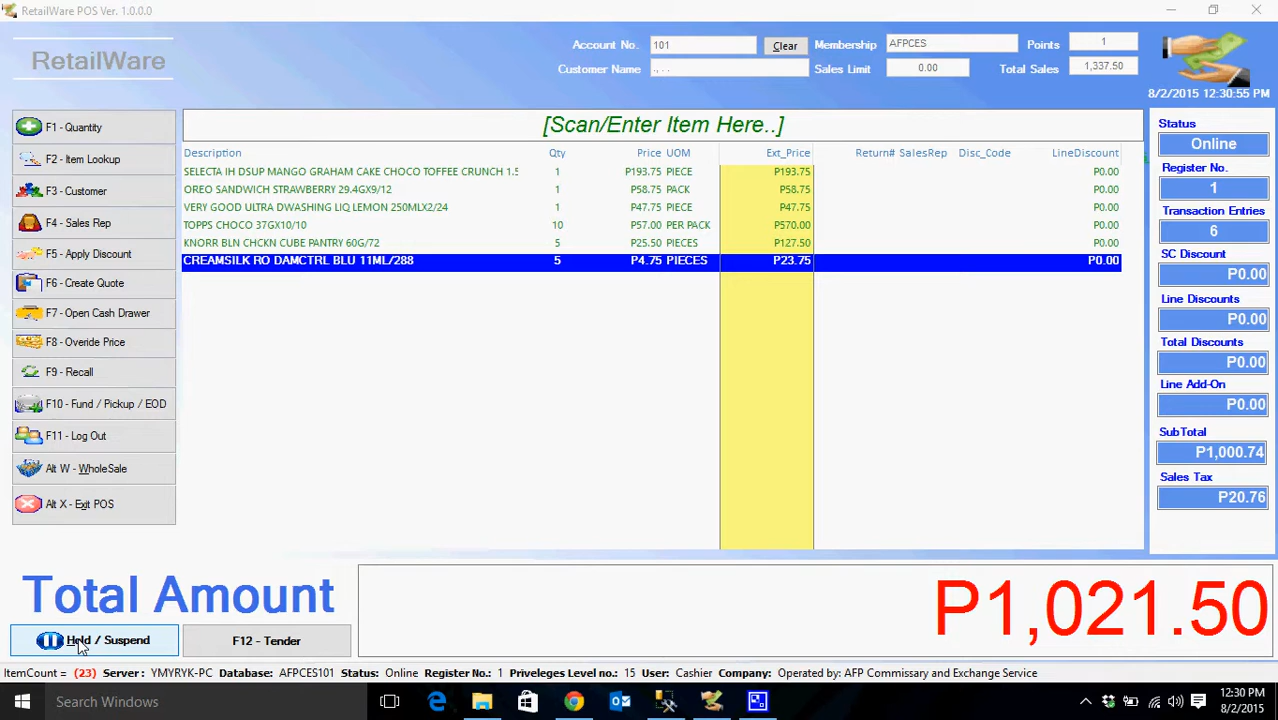 RetailWare POS Ver. 1.0.0.0
RetailWare
Account No. 101 Clear Membership AFPCES Points 1
Customer Name ., . . Sales Limit 0.00 Total Sales 1,337.50
8/2/2015 12:30:55 PM
F1 - Quantity
F2 - Item Lookup
F3 - Customer
F4 - Sales Rep
F5 - Apply Discount
F6 - Create Quote
F7 - Open Cash Drawer
F8 - Overide Price
F9 - Recall
F10 - Fund / Pickup / EOD
F11 - Log Out
Alt W - WholeSale
Alt X - Exit POS
[Scan/Enter Item Here..]
Description Qty Price UOM Ext_Price Return# SalesRep Disc_Code LineDiscount
SELECTA IH DSUP MANGO GRAHAM CAKE CHOCO TOFFEE CRUNCH 1.5 1 P193.75 PIECE P193.75 P0.00
OREO SANDWICH STRAWBERRY 29.4GX9/12 1 P58.75 PACK P58.75 P0.00
VERY GOOD ULTRA DWASHING LIQ LEMON 250MLX2/24 1 P47.75 PIECE P47.75 P0.00
TOPPS CHOCO 37GX10/10 10 P57.00 PER PACK P570.00 P0.00
KNORR BLN CHCKN CUBE PANTRY 60G/72 5 P25.50 PIECES P127.50 P0.00
CREAMSILK RO DAMCTRL BLU 11ML/288 5 P4.75 PIECES P23.75 P0.00
Status
Online
Register No.
1
Transaction Entries
6
SC Discount
P0.00
Line Discounts
P0.00
Total Discounts
P0.00
Line Add-On
P0.00
SubTotal
P1,000.74
Sales Tax
P20.76
Total Amount
P1,021.50
Hold / Suspend
F12 - Tender
ItemCount = (23) Server : YMYRYK-PC Database: AFPCES101 Status: Online Register No.: 1 Priveleges Level no.: 15 User: Cashier Company: Operated by: AFP Commissary and Exchange Service
Search Windows
12:30 PM
8/2/2015